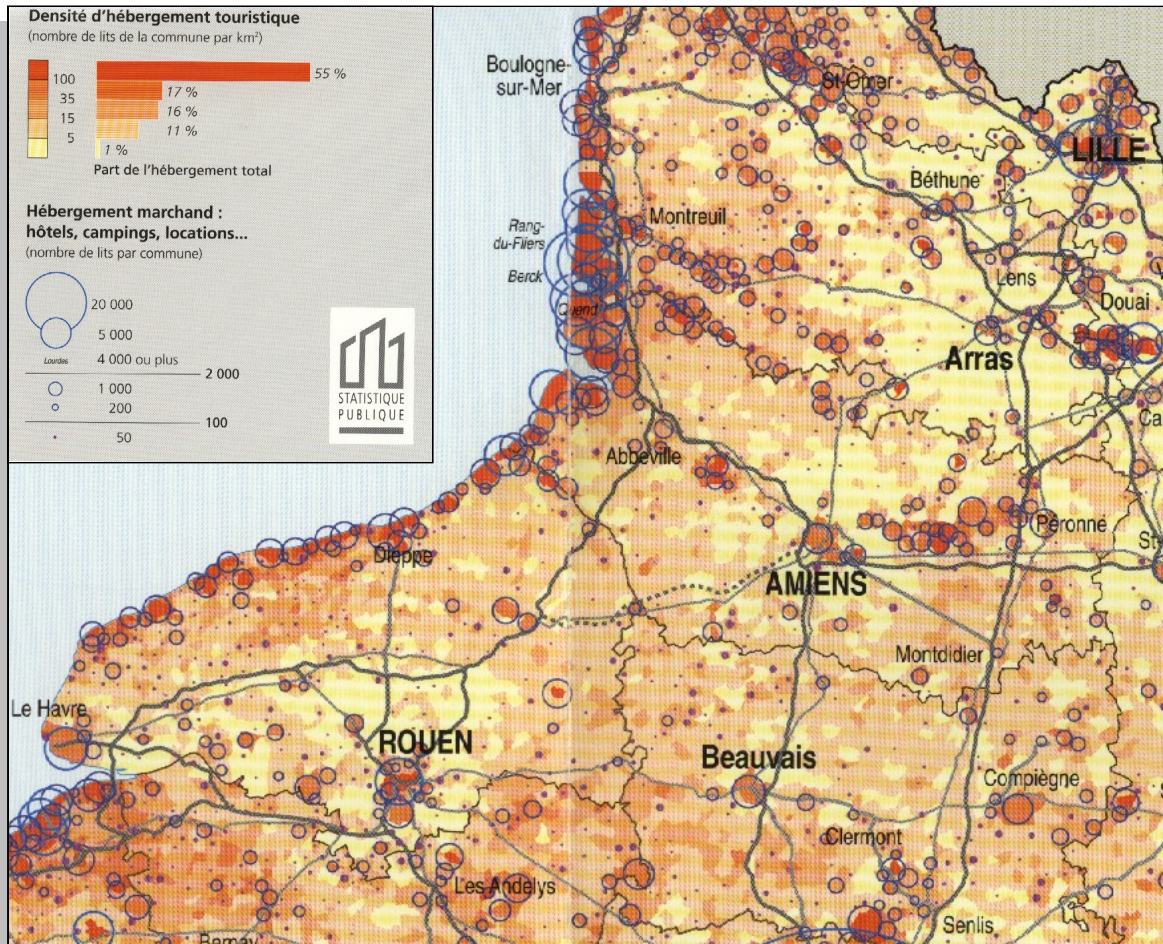 Densité d'hébergement touristique
(nombre de lits de la commune par km²)
100
35
15
5
55 %
17 %
16 %
11 %
1 %
Part de l'hébergement total
Hébergement marchand :
hôtels, campings, locations...
(nombre de lits par commune)
20 000
5 000
Lourdes
4 000 ou plus
2 000
1 000
200
100
50
STATISTIQUE
PUBLIQUE
Boulogne-
sur-Mer
St-Omer
LILLE
Béthune
Montreuil
Rang-
du-Fliers
Berck
Lens
Quend
Douai
Arras
Ca
Abbeville
Péronne
St
Dieppe
AMIENS
Montdidier
Le Havre
ROUEN
Beauvais
Compiègne
Clermont
Les Andelys
Senlis
Bernay